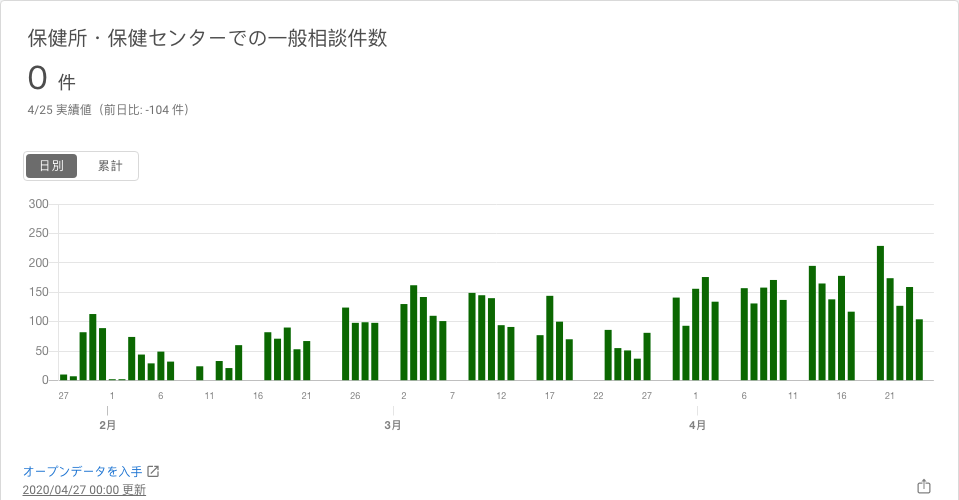 保健所・保健センターでの一般相談件数
0 件
4/25 実績値（前日比: -104 件）
日別 累計
300
250
200
150
100
50
0
27 1 6 11 16 21 26 2 7 12 17 22 27 1 6 11 16 21
2月 3月 4月
オープンデータを入手
2020/04/27 00:00 更新